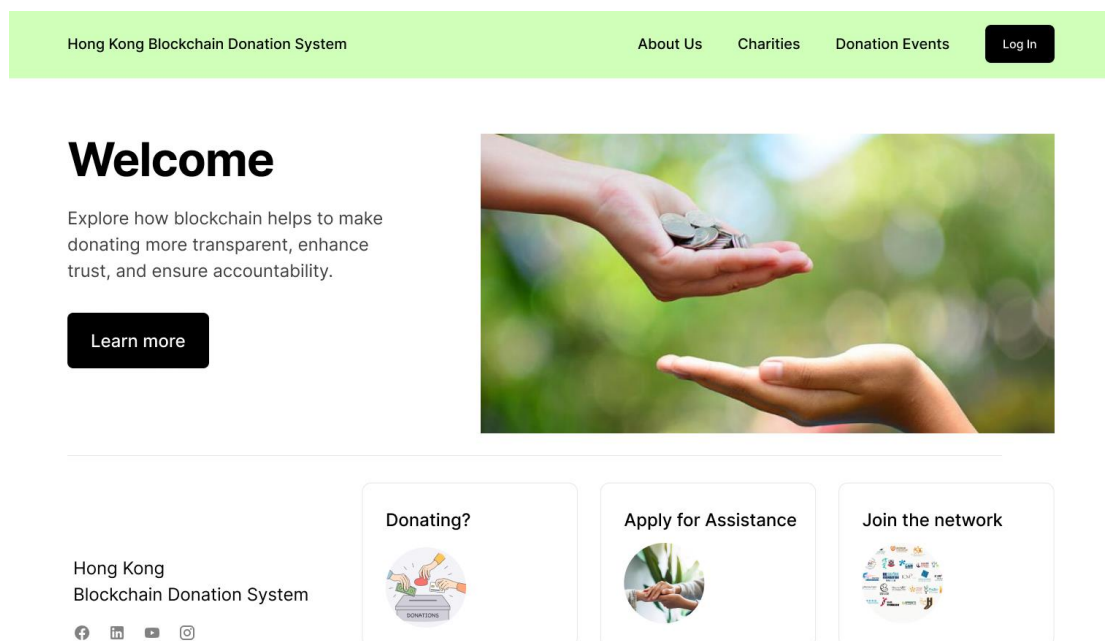 Hong Kong Blockchain Donation System
About Us
Charities
Donation Events
Log In
Welcome
Explore how blockchain helps to make
donating more transparent, enhance
trust, and ensure accountability.
Learn more
Hong Kong
Blockchain Donation System
Donating?
DONATIONS
Apply for Assistance
Join the network